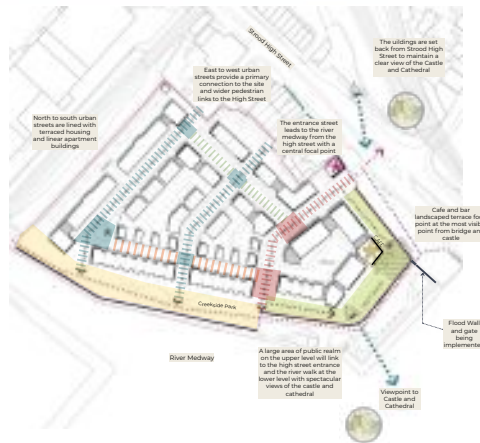 Strood High Street
The uildings are set
back from Strood High
Street to maintain a
clear view of the Castle
and Cathedral
East to west urban
streets provide a primary
connection to the site
and wider pedestrian
links to the High Street
North to south urban
streets are lined with
terraced housing
and linear apartment
buildings
The entrance street
leads to the river
medway from the
high street with a
central focal point
Cafe and bar
landscaped terrace foc
point at the most visib
point from bridge an
castle
Creekside Park
Flood Wall
and gate
being
implemente
River Medway
A large area of public realm
on the upper level will link
to the high street entrance
and the river walk at the
lower level with spectacular
views of the castle and
cathedral
Viewpoint to
Castle and
Cathedral